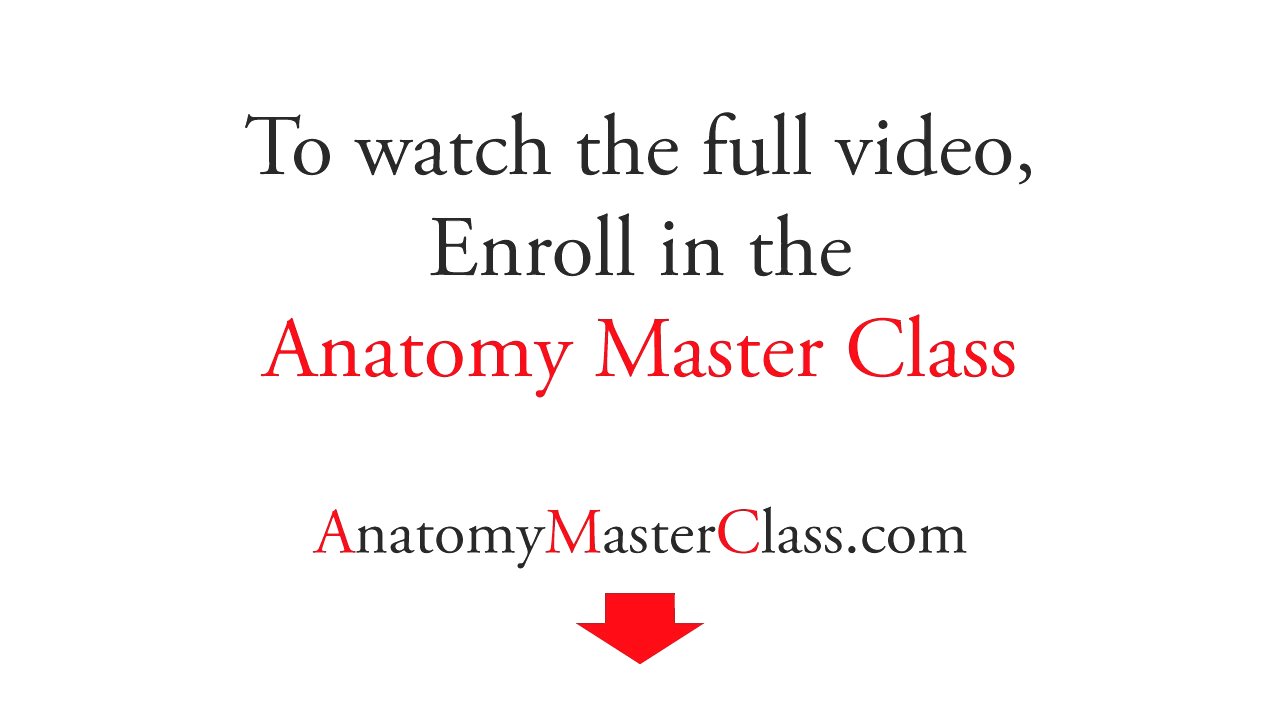 To watch the full video,
Enroll in the
Anatomy Master Class
AnatomyMasterClass.com